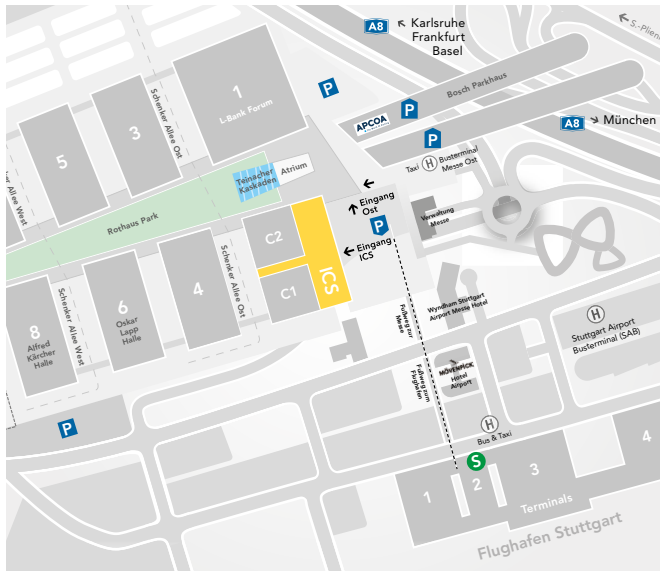 A8
Karlsruhe
Frankfurt
Basel
S.-Plien
P
Bosch Parkhaus
1
L-Bank Forum
Schenker Allee Ost
3
5
P
APCOA
A8
München
P
Taxi
H
Busterminal
Messe Ost
Allee West
Teinacher
Kaskaden
Atrium
Rothaus Park
Eingang
Ost
P
Verwaltung
Messe
Eingang
ICS
C2
ICS
C1
Schenker Allee Ost
4
6
Oskar
Lapp
Halle
Schenker Allee West
8
Alfred
Kärcher
Halle
Fußweg zur
Messe
Wyndham Stuttgart
Airport Messe Hotel
H
Stuttgart Airport
Busterminal (SAB)
Fußweg zum
Flughafen
MÖVENPICK
Hotel
Airport
P
H
Bus & Taxi
S
1
2
3
4
Terminals
Flughafen Stuttgart